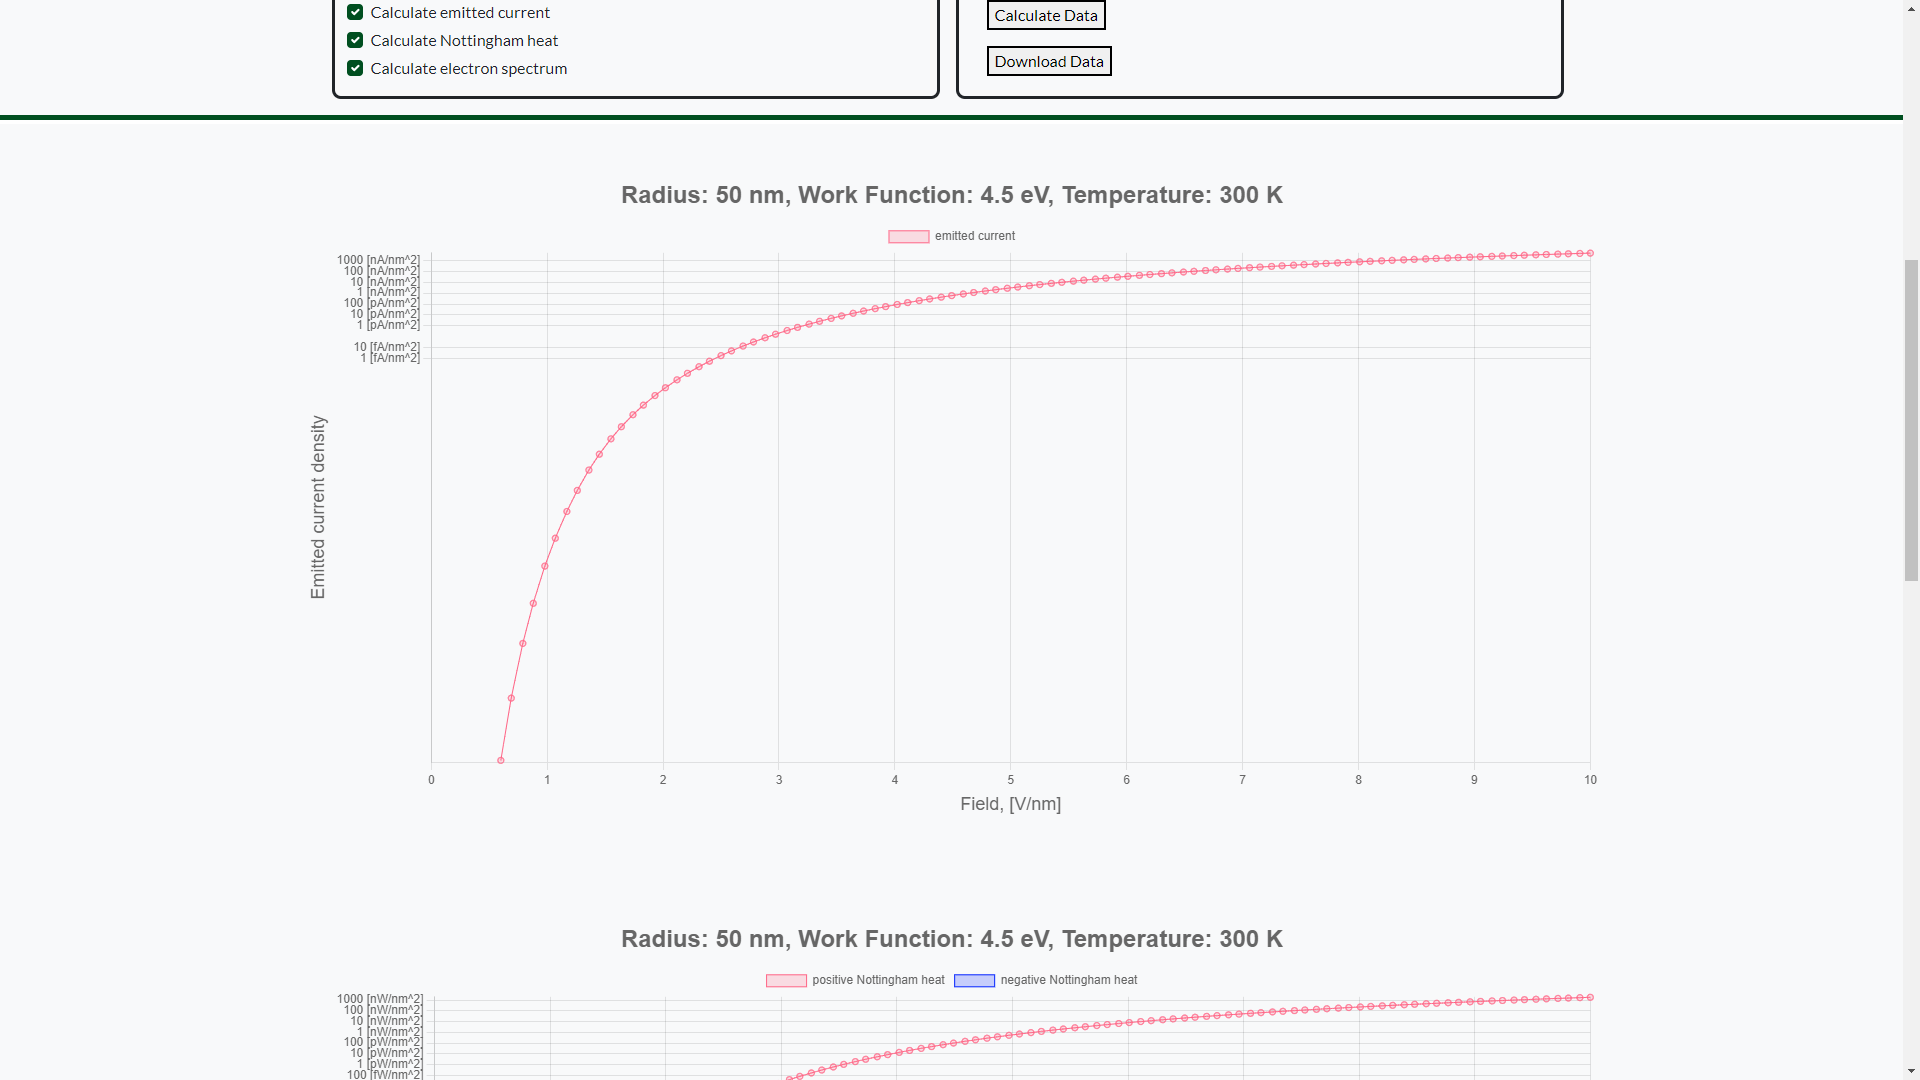 Calculate emitted current
Calculate Nottingham heat
Calculate electron spectrum
Calculate Data
Download Data
Radius: 50 nm, Work Function: 4.5 eV, Temperature: 300 K
emitted current
1000 [nA/nm^2]
100 [nA/nm^2]
10 [nA/nm^2]
1 [nA/nm^2]
100 [pA/nm^2]
10 [pA/nm^2]
1 [pA/nm^2]
10 [fA/nm^2]
1 [fA/nm^2]
Emitted current density
0 1 2 3 4 5 6 7 8 9 10
Field, [V/nm]
Radius: 50 nm, Work Function: 4.5 eV, Temperature: 300 K
positive Nottingham heat negative Nottingham heat
1000 [nW/nm^2]
100 [nW/nm^2]
10 [nW/nm^2]
1 [nW/nm^2]
100 [pW/nm^2]
10 [pW/nm^2]
1 [pW/nm^2]
100 [fW/nm^2]